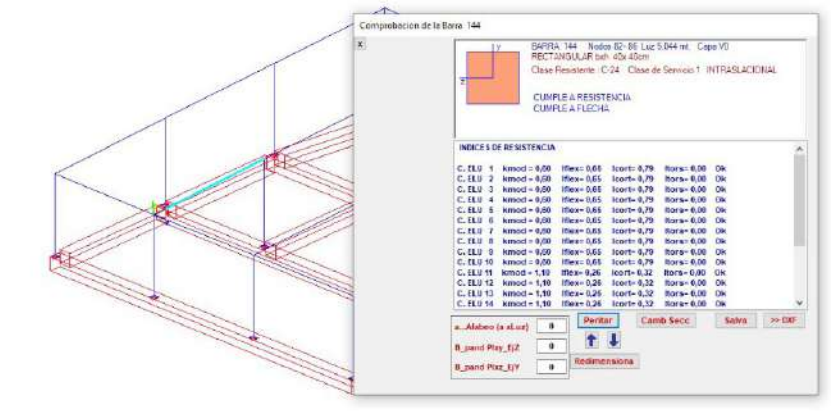 Comprobacion de la Barra 144
x
y
z
BARRA 144 Nodos 82-86 Luz 5.044 ml. Capa V0
RECTANGULAR bxh 40x 40cm
Clase Resistente : C-24 Clase de Servicio 1 INTRASLACIONAL
CUMPLE A RESISTENCIA
CUMPLE A FLECHA
INDICES DE RESISTENCIA
C. ELU 1 kmod = 0,60 Iflex= 0,65 Icort= 0,79 Itors= 0,00 Ok
C. ELU 2 kmod = 0,60 Iflex= 0,65 Icort= 0,79 Itors= 0,00 Ok
C. ELU 3 kmod = 0,60 Iflex= 0,65 Icort= 0,79 Itors= 0,00 Ok
C. ELU 4 kmod = 0,60 Iflex= 0,65 Icort= 0,79 Itors= 0,00 Ok
C. ELU 5 kmod = 0,60 Iflex= 0,65 Icort= 0,79 Itors= 0,00 Ok
C. ELU 6 kmod = 0,60 Iflex= 0,65 Icort= 0,79 Itors= 0,00 Ok
C. ELU 7 kmod = 0,60 Iflex= 0,65 Icort= 0,79 Itors= 0,00 Ok
C. ELU 8 kmod = 0,60 Iflex= 0,65 Icort= 0,79 Itors= 0,00 Ok
C. ELU 9 kmod = 0,60 Iflex= 0,65 Icort= 0,79 Itors= 0,00 Ok
C. ELU 10 kmod = 0,60 Iflex= 0,65 Icort= 0,79 Itors= 0,00 Ok
C. ELU 11 kmod = 1,10 Iflex= 0,26 Icort= 0,32 Itors= 0,00 Ok
C. ELU 12 kmod = 1,10 Iflex= 0,26 Icort= 0,32 Itors= 0,00 Ok
C. ELU 13 kmod = 1,10 Iflex= 0,26 Icort= 0,32 Itors= 0,00 Ok
C. ELU 14 kmod = 1,10 Iflex= 0,26 Icort= 0,32 Itors= 0,00 Ok
a...Alabeo (a xLuz) 0
B_pand Plxy_EjZ 0
B_pand Plxz_EjY 0
Peritar
Camb Secc
Salva
>> DXF
Redimensiona